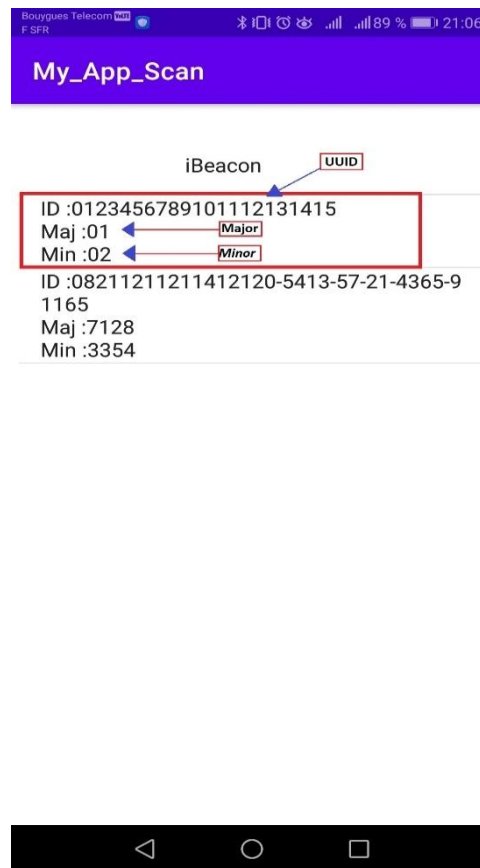 Bouygues Telecom WiFi
F SFR
89 % 21:06
My_App_Scan
iBeacon
UUID
ID :0123456789101112131415
Maj :01
Major
Min :02
Minor
ID :08211211211412120-5413-57-21-4365-9
1165
Maj :7128
Min :3354